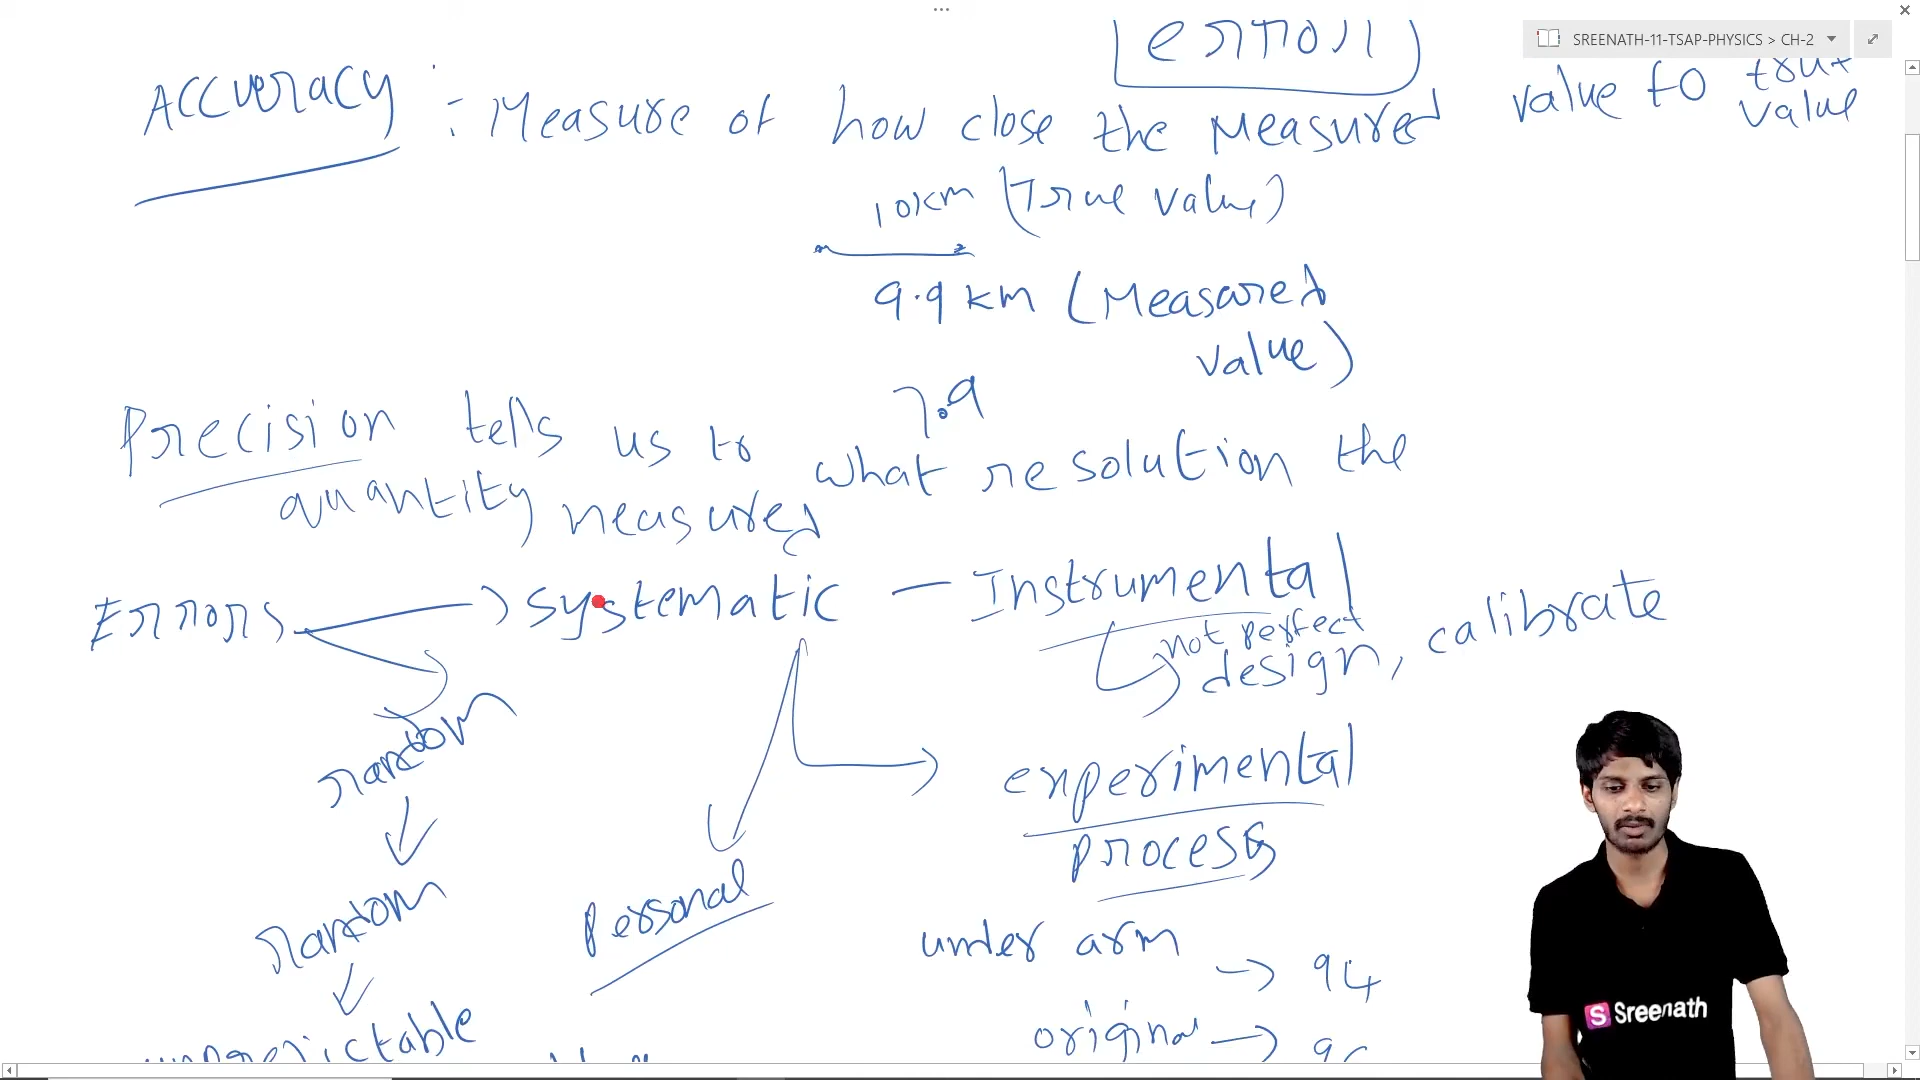 error
SREENATH-11-TSAP-PHYSICS > CH-2
Accuracy : Measure of how close the Measured value to true value
10km (True value)
9.9 km (Measured
value)
7.9
Precision tells us to what resolution the
quantity measured
Errors systematic - Instrumental
not perfect
design, calibrate
random
experimental
process
random
Personal
under arm
→ 94
unpredictable
original →
Sreenath